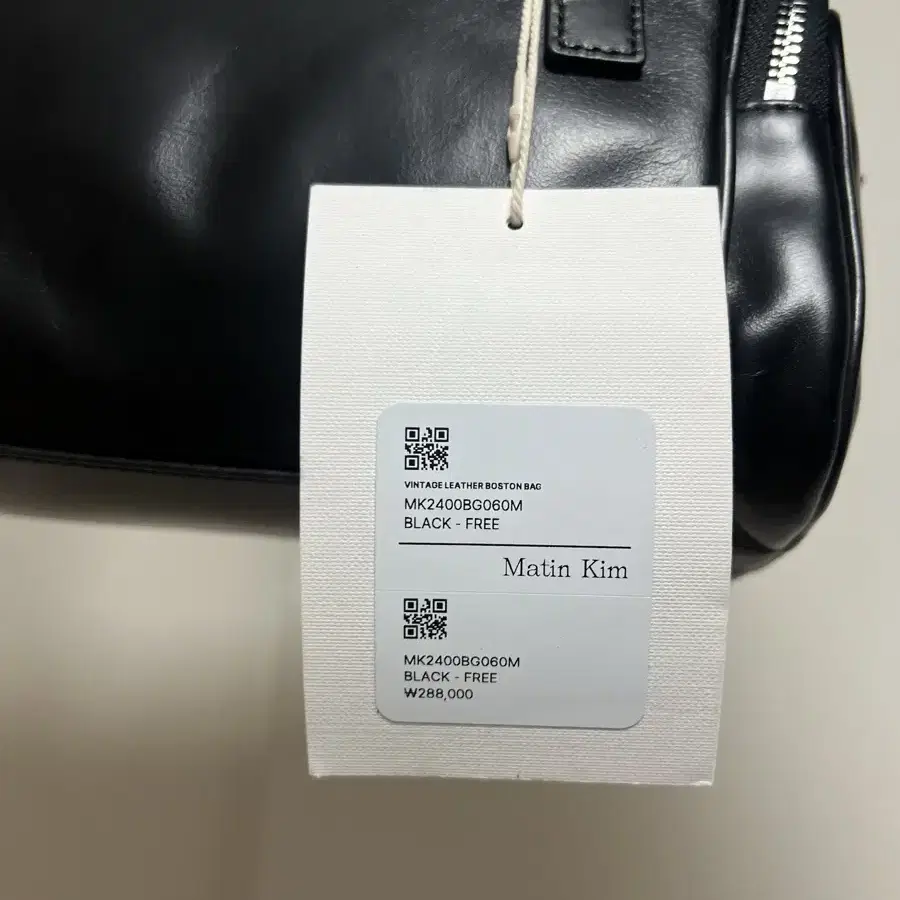 VINTAGE LEATHER BOSTON BAG
MK2400BG060M
BLACK - FREE
Matin Kim
MK2400BG060M
BLACK - FREE
₩288,000